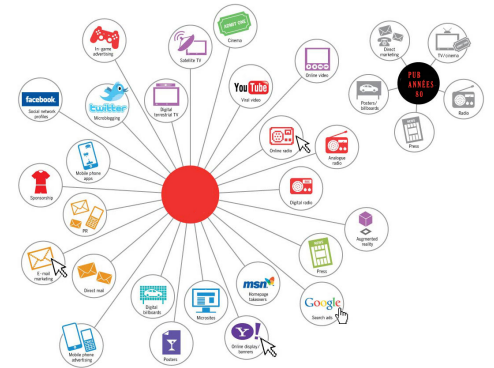 In-game
advertising
Satellite TV
Cinema
Online video
Direct
marketing
TV/cinema
PUB
ANNÉES
80
Posters/
billboards
Radio
Press
facebook
Social network
profiles
twitter
Microblogging
Digital
terrestrial TV
YouTube
Viral video
Online radio
Analogue
radio
Mobile phone
apps
Sponsorship
Digital radio
PR
Augmented
reality
E-mail
marketing
Direct mail
Press
msn
Homepage
takeovers
Google
Search ads
Digital
billboards
Microsites
Mobile phone
advertising
Posters
Y!
Online display/
banners